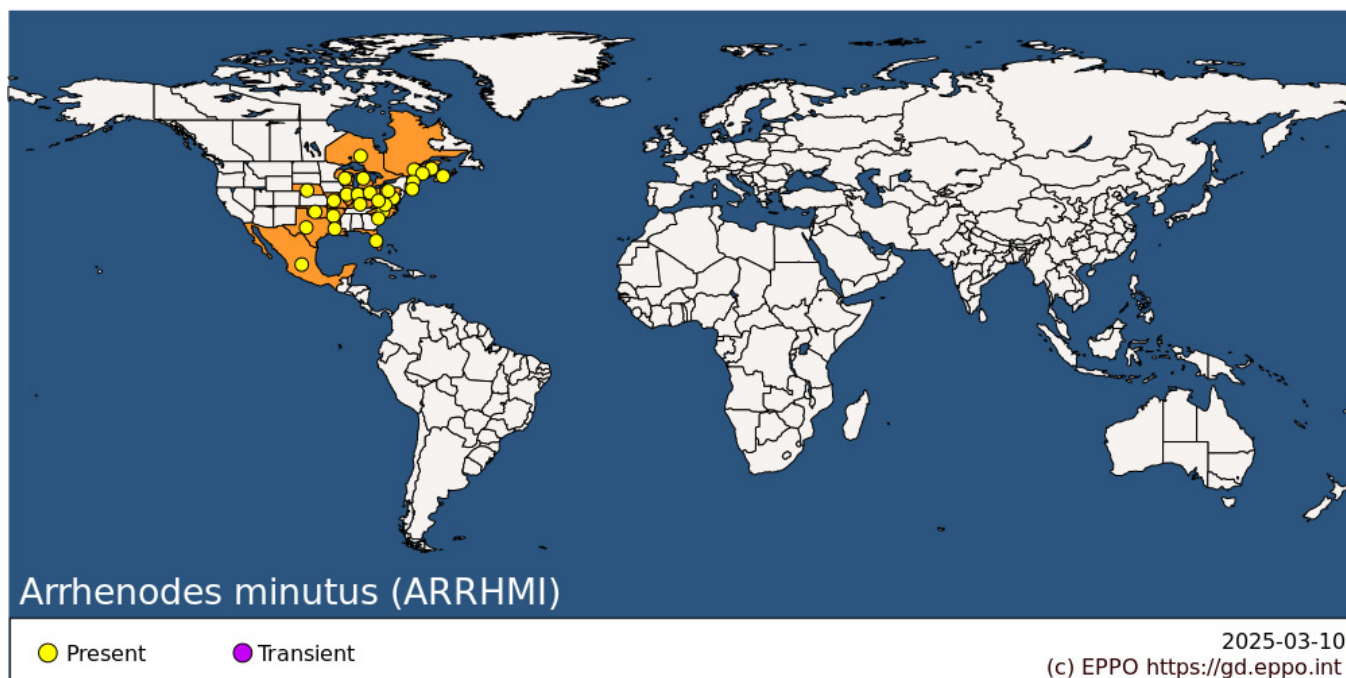 Arrhenodes minutus (ARRHMI)
Present
Transient
2025-03-10
(c) EPPO https://gd.eppo.int